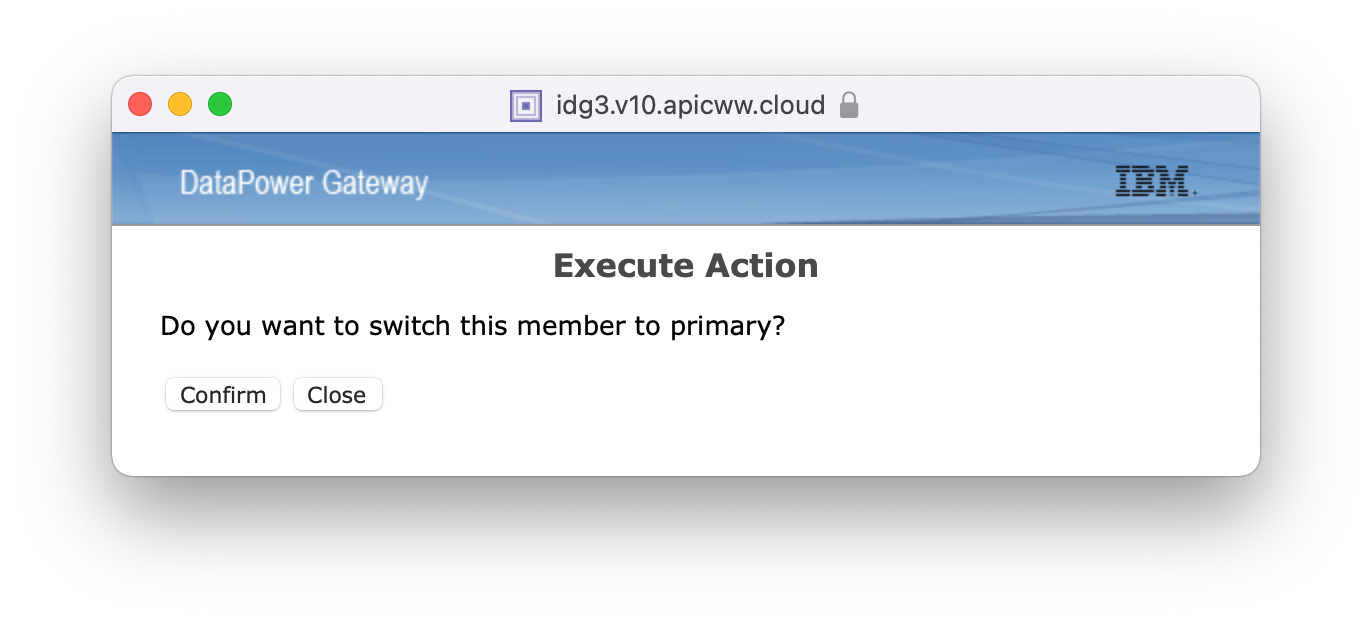 idg3.v10.apicww.cloud
DataPower Gateway
IBM.
Execute Action
Do you want to switch this member to primary?
Confirm Close